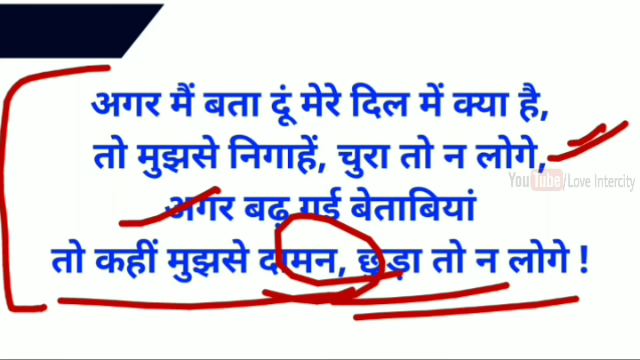 अगर मैं बता दूं मेरे दिल में क्या है,
तो मुझसे निगाहें, चुरा तो न लोगे,
YouTube/Love Intercity
अगर बढ़ गई बेताबियां
तो कहीं मुझसे दामन, छुड़ा तो न लोगे !